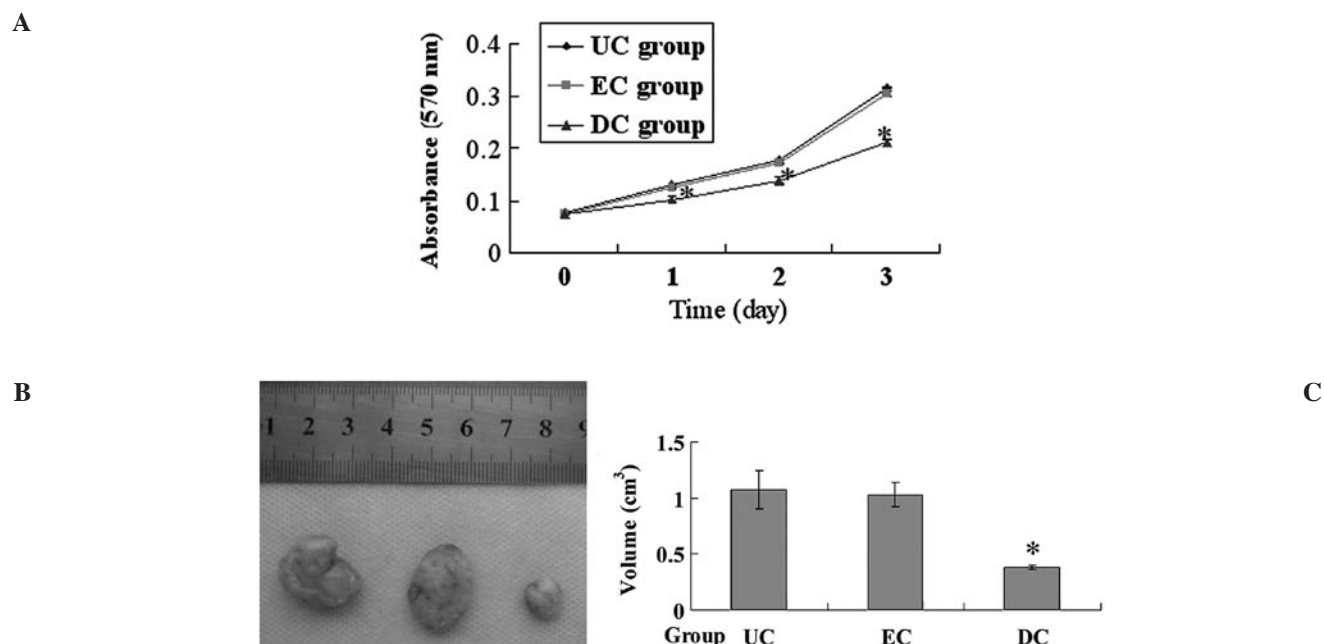 A
Absorbance (570 nm)
0.4
0.3
0.2
0.1
0
UC group
EC group
DC group
*
*
*
0 1 2 3
Time (day)
B
1 2 3 4 5 6 7 8 9
C
Volume (cm³)
1.5
1
0.5
0
*
Group UC EC DC